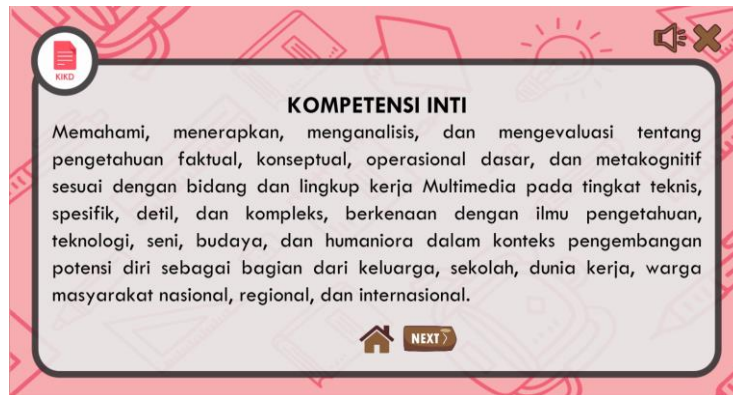 KIKD
KOMPETENSI INTI
Memahami, menerapkan, menganalisis, dan mengevaluasi tentang
pengetahuan faktual, konseptual, operasional dasar, dan metakognitif
sesuai dengan bidang dan lingkup kerja Multimedia pada tingkat teknis,
spesifik, detil, dan kompleks, berkenaan dengan ilmu pengetahuan,
teknologi, seni, budaya, dan humaniora dalam konteks pengembangan
potensi diri sebagai bagian dari keluarga, sekolah, dunia kerja, warga
masyarakat nasional, regional, dan internasional.
NEXT